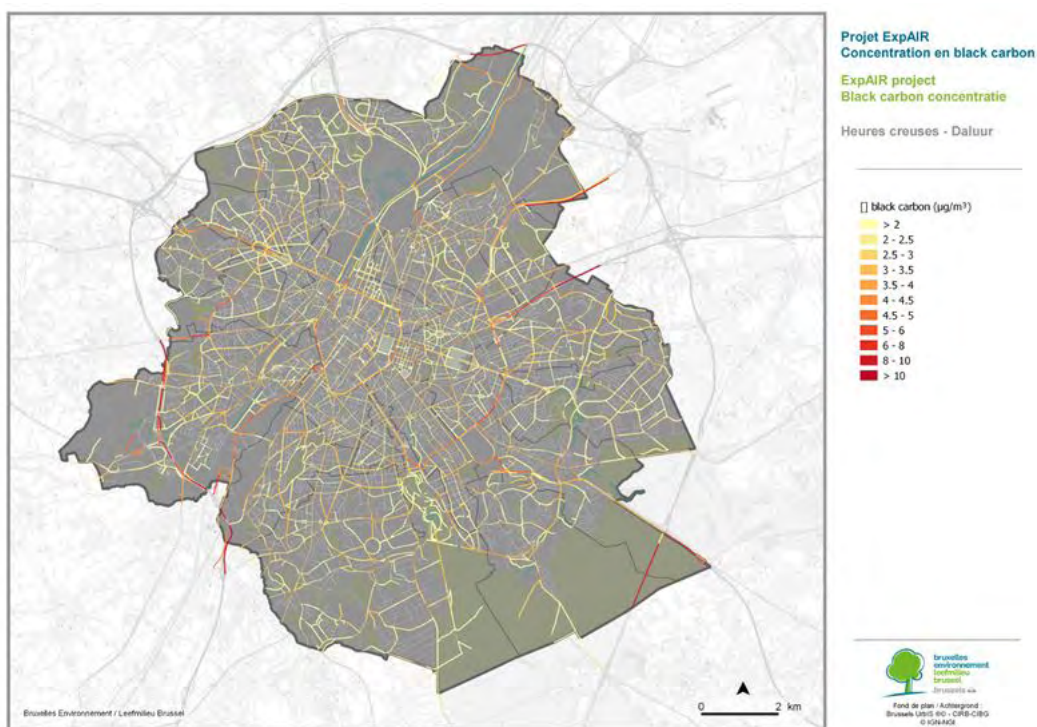 Projet ExpAIR
Concentration en black carbon
ExpAIR project
Black carbon concentratie
Heures creuses - Daluur
[] black carbon (µg/m³)
> 2
2 - 2.5
2.5 - 3
3 - 3.5
3.5 - 4
4 - 4.5
4.5 - 5
5 - 6
6 - 8
8 - 10
> 10
bruxelles
environnement
leefmilieu
brussel
.brussels
Fond de plan / Achtergrond :
Brussels UrbIS ®© - CIRB-CIBG
© IGN-NGI
Bruxelles Environnement / Leefmilieu Brussel
0 2 km